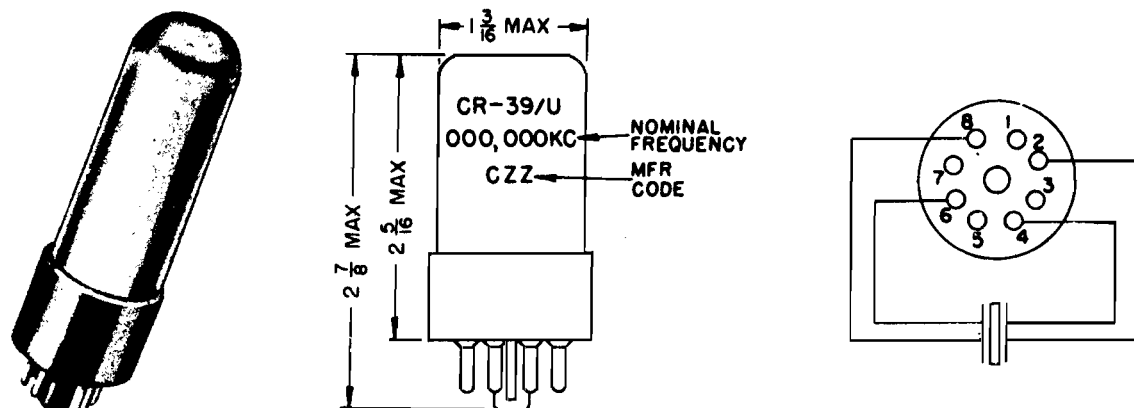 1 3/16 MAX
2 7/8 MAX
2 5/16 MAX
CR-39/U
000,000KC
CZZ
NOMINAL
FREQUENCY
MFR
CODE
8 1
2
7
3
6
5 4